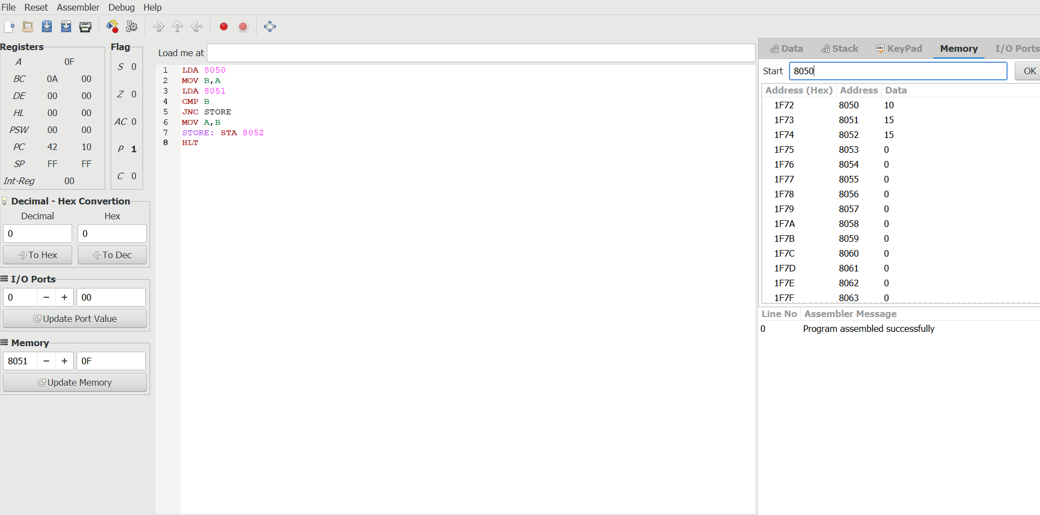 File Reset Assembler Debug Help
Registers
A 0F
BC 0A 00
DE 00 00
HL 00 00
PSW 00 00
PC 42 10
SP FF FF
Int-Reg 00
Flag
S 0
Z 0
AC 0
P 1
C 0
Decimal - Hex Convertion
Decimal Hex
0 0
To Hex To Dec
I/O Ports
0 − + 00
Update Port Value
Memory
8051 − + 0F
Update Memory
Load me at
1 LDA 8050
2 MOV B,A
3 LDA 8051
4 CMP B
5 JNC STORE
6 MOV A,B
7 STORE: STA 8052
8 HLT
Data Stack KeyPad Memory I/O Ports
Start 8050 OK
Address (Hex) Address Data
1F72 8050 10
1F73 8051 15
1F74 8052 15
1F75 8053 0
1F76 8054 0
1F77 8055 0
1F78 8056 0
1F79 8057 0
1F7A 8058 0
1F7B 8059 0
1F7C 8060 0
1F7D 8061 0
1F7E 8062 0
1F7F 8063 0
Line No Assembler Message
0 Program assembled successfully